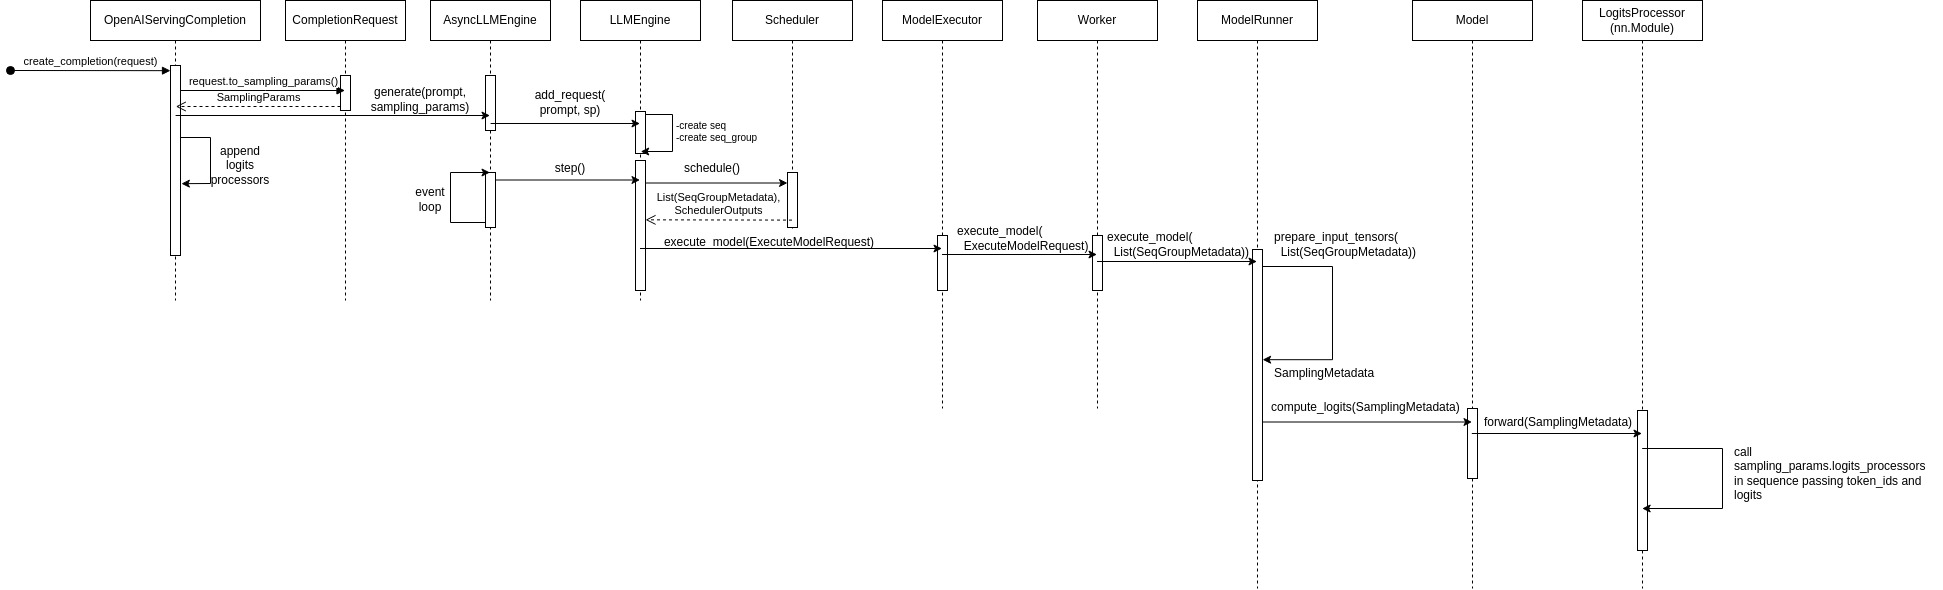 OpenAIServingCompletion
CompletionRequest
AsyncLLMEngine
LLMEngine
Scheduler
ModelExecutor
Worker
ModelRunner
Model
LogitsProcessor
(nn.Module)
create_completion(request)
request.to_sampling_params()
SamplingParams
generate(prompt,
sampling_params)
add_request(
prompt, sp)
-create seq
-create seq_group
append
logits
processors
event
loop
step()
schedule()
List(SeqGroupMetadata),
SchedulerOutputs
execute_model(ExecuteModelRequest)
execute_model(
ExecuteModelRequest)
execute_model(
List(SeqGroupMetadata))
prepare_input_tensors(
List(SeqGroupMetadata))
SamplingMetadata
compute_logits(SamplingMetadata)
forward(SamplingMetadata)
call
sampling_params.logits_processors
in sequence passing token_ids and
logits